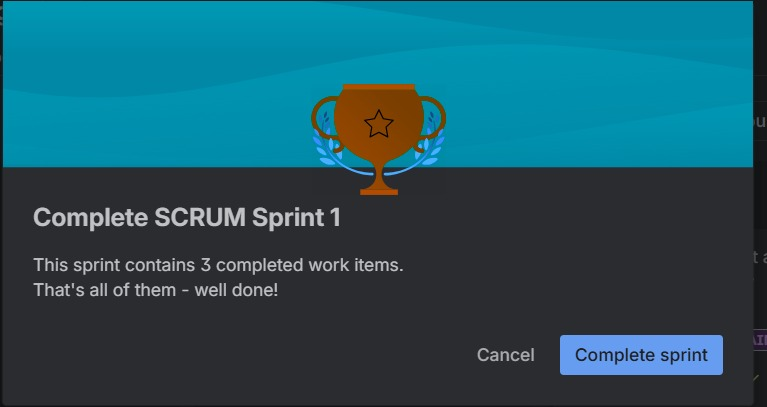 Complete SCRUM Sprint 1
This sprint contains 3 completed work items.
That's all of them - well done!
Cancel
Complete sprint